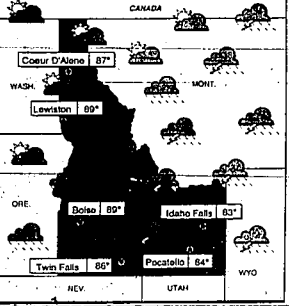 CANADA
Coeur D'Alene 87°
WASH.
MONT.
Lewiston 89°
ORE.
Boise 89°
Idaho Falls 83°
Twin Falls 86°
Pocatello 84°
WYO
NEV.
UTAH